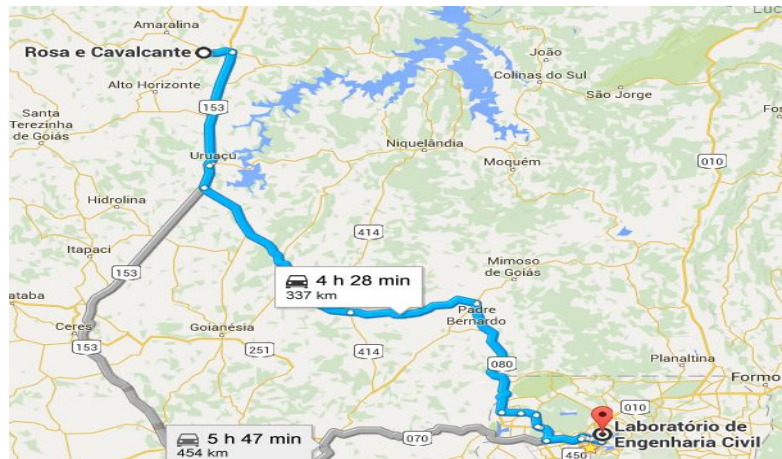 Amaralina
Rosa e Cavalcante
João
Colinas do Sul
Alto Horizonte
São Jorge
153
Santa
Terezinha
de Goiás
010
Niquelândia
Uruaçu
Moquém
010
Hidrolina
414
Itapaci
153
Mimoso
de Goiás
4 h 28 min
337 km
Padre
Bernardo
Ceres
Goianésia
153
251
414
080
Planaltina
Formo
010
5 h 47 min
454 km
070
450
Laboratório de
Engenharia Civil